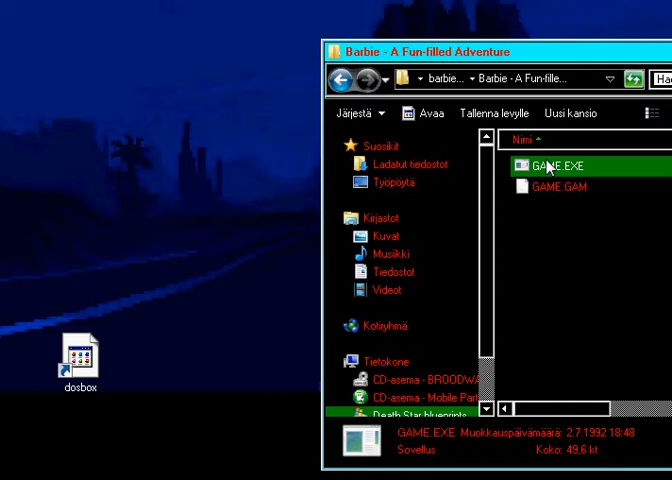 Barbie - A Fun-filled Adventure
barbie... Barbie - A Fun-fille... Ha
Järjestä Avaa Tallenna levylle Uusi kansio
Nimi
Suosikit
Ladatut tiedostot
Työpöytä
GAME.EXE
GAME.GAM
Kirjastot
Kuvat
Musiikki
Tiedostot
Videot
Kotiryhmä
Tietokone
CD-asema - BROODWA
CD-asema - Mobile Part
Death Star blueprints
dosbox
GAME.EXE Muokkauspäivämäärä: 2.7.1992 18:48
Sovellus Koko: 49,6 kt